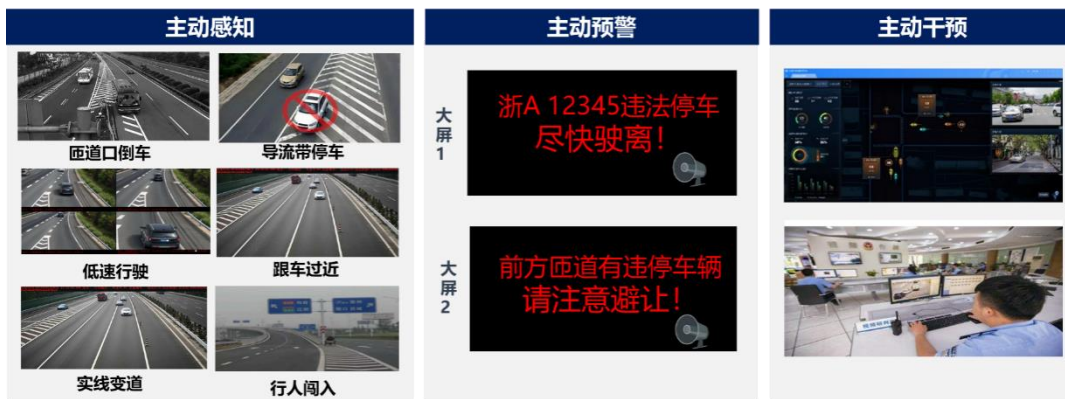 主动感知
匝道口倒车
导流带停车
低速行驶
跟车过近
实线变道
行人闯入
主动预警
大屏1
浙A 12345违法停车
尽快驶离！
大屏2
前方匝道有违停车辆
请注意避让！
主动干预